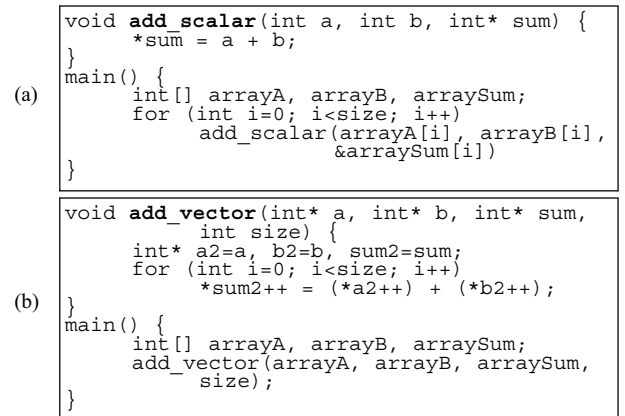 (a)
void add_scalar(int a, int b, int* sum) {
*sum = a + b;
}
main() {
int[] arrayA, arrayB, arraySum;
for (int i=0; i<size; i++)
add_scalar(arrayA[i], arrayB[i],
&arraySum[i])
}
(b)
void add_vector(int* a, int* b, int* sum,
int size) {
int* a2=a, b2=b, sum2=sum;
for (int i=0; i<size; i++)
*sum2++ = (*a2++) + (*b2++);
}
main() {
int[] arrayA, arrayB, arraySum;
add_vector(arrayA, arrayB, arraySum,
size);
}